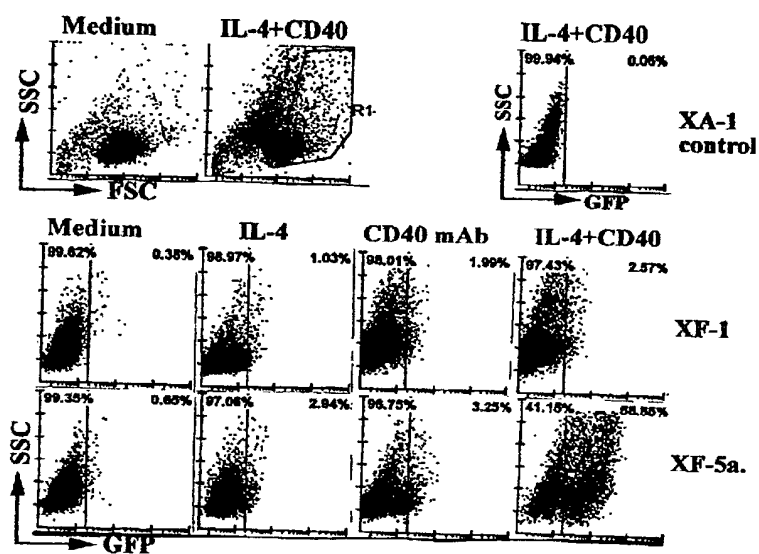 Medium
IL-4+CD40
IL-4+CD40
SSC
R1
FSC
99.94%
0.06%
SSC
GFP
XA-1
control
Medium
IL-4
CD40 mAb
IL-4+CD40
99.62%
0.38%
98.97%
1.03%
98.01%
1.99%
97.43%
2.57%
XF-1
99.35%
0.65%
97.06%
2.94%
96.75%
3.25%
41.15%
58.85%
SSC
GFP
XF-5a.